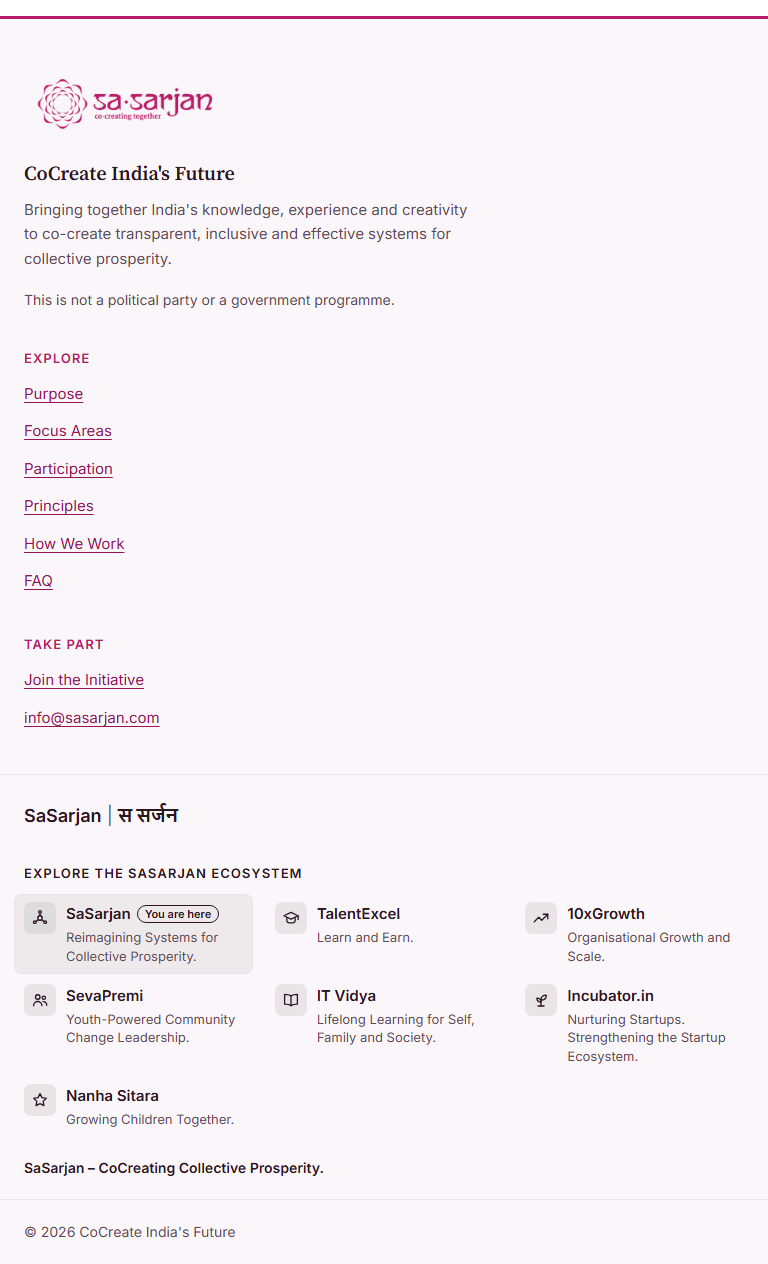 sa·sarjan
co-creating together
CoCreate India's Future
Bringing together India's knowledge, experience and creativity
to co-create transparent, inclusive and effective systems for
collective prosperity.
This is not a political party or a government programme.
EXPLORE
Purpose
Focus Areas
Participation
Principles
How We Work
FAQ
TAKE PART
Join the Initiative
info@sasarjan.com
SaSarjan | स सर्जन
EXPLORE THE SASARJAN ECOSYSTEM
SaSarjan You are here
Reimagining Systems for
Collective Prosperity.
TalentExcel
Learn and Earn.
10xGrowth
Organisational Growth and
Scale.
SevaPremi
Youth-Powered Community
Change Leadership.
IT Vidya
Lifelong Learning for Self,
Family and Society.
Incubator.in
Nurturing Startups.
Strengthening the Startup
Ecosystem.
Nanha Sitara
Growing Children Together.
SaSarjan – CoCreating Collective Prosperity.
© 2026 CoCreate India's Future